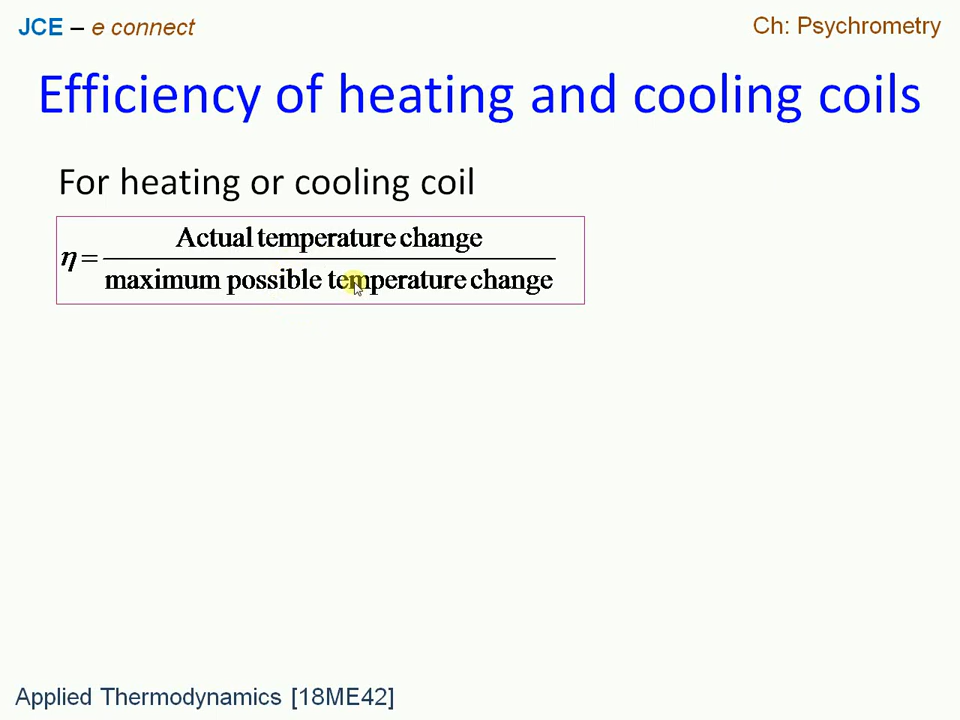 JCE – e connect
Ch: Psychrometry
Efficiency of heating and cooling coils
For heating or cooling coil
η = Actual temperature change
maximum possible temperature change
Applied Thermodynamics [18ME42]